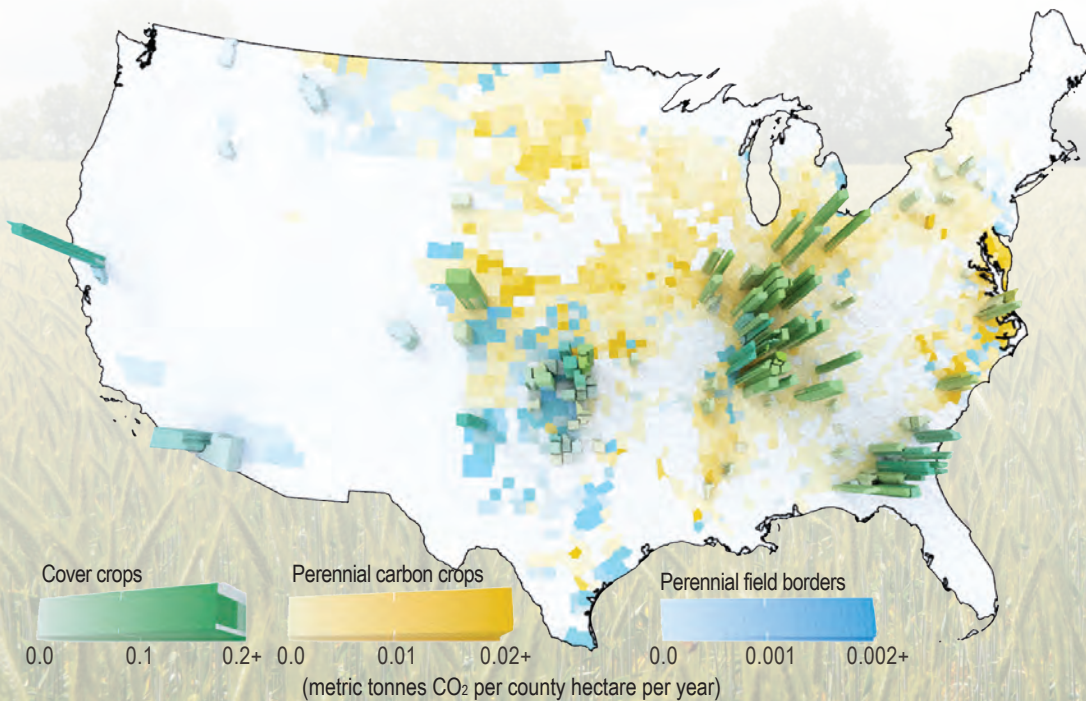 Cover crops
0.0 0.1 0.2+
Perennial carbon crops
0.0 0.01 0.02+
Perennial field borders
0.0 0.001 0.002+
(metric tonnes CO₂ per county hectare per year)